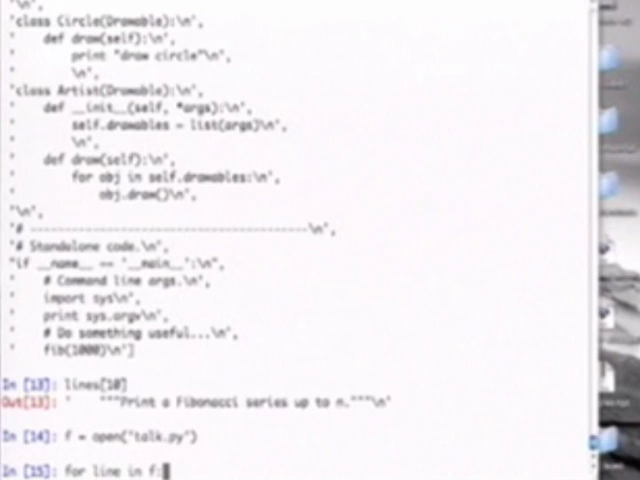 '\n',
'class Circle(Drawable):\n',
'    def draw(self):\n',
'        print "draw circle"\n',
'        \n',
'class Artist(Drawable):\n',
'    def __init__(self, *args):\n',
'        self.drawables = list(args)\n',
'        \n',
'    def draw(self):\n',
'        for obj in self.drawables:\n',
'            obj.draw()\n',
'\n',
'# ----------------------------------------\n',
'# Standalone code.\n',
"if __name__ == '__main__':\n",
'    # Command line args.\n',
'    import sys\n',
'    print sys.argv\n',
'    # Do something useful...\n',
'    fib(1000)\n']
In [13]: lines[10]
Out[13]: '    """Print a Fibonacci series up to n."""\n'
In [14]: f = open("talk.py")
In [15]: for line in f: